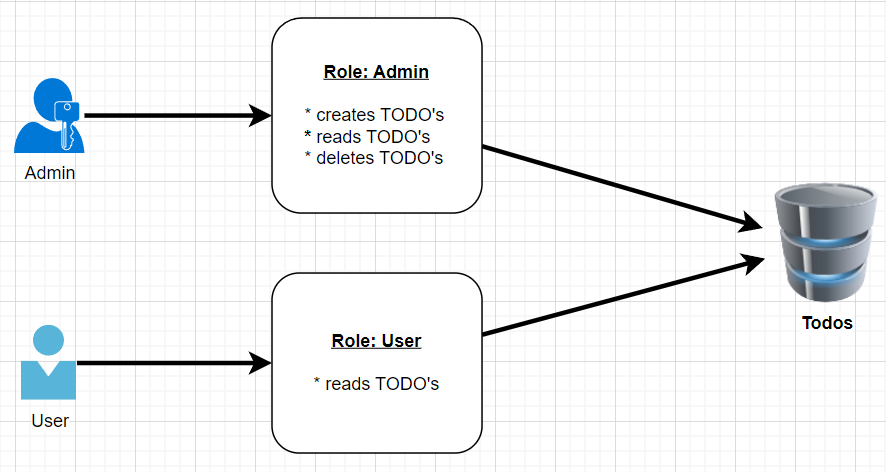 Role: Admin
* creates TODO's
* reads TODO's
* deletes TODO's
Admin
Todos
Role: User
* reads TODO's
User